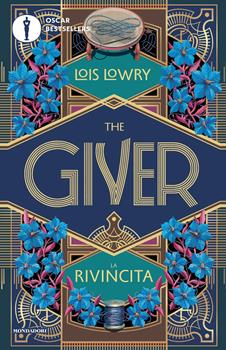 OSCAR
BESTSELLERS
LOIS LOWRY
THE
GIVER
LA
RIVINCITA
MONDADORI